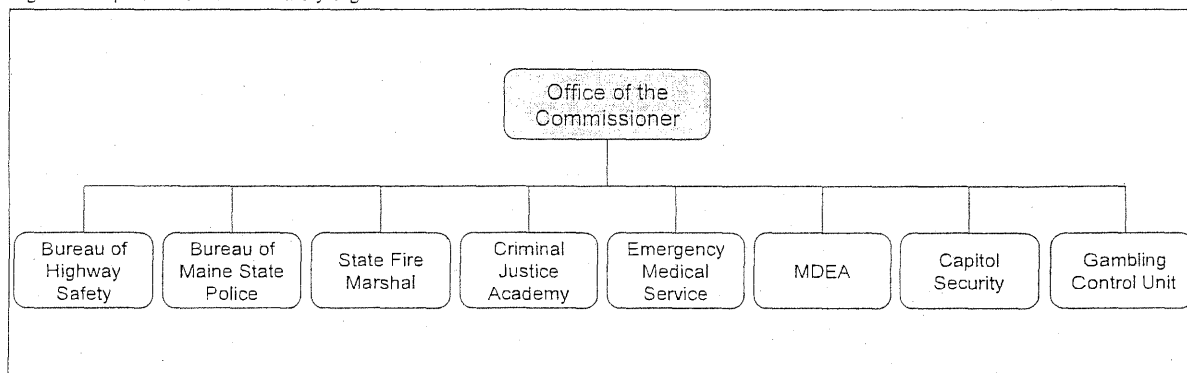 Office of the
Commissioner
Bureau of
Highway
Safety
Bureau of
Maine State
Police
State Fire
Marshal
Criminal
Justice
Academy
Emergency
Medical
Service
MDEA
Capitol
Security
Gambling
Control Unit